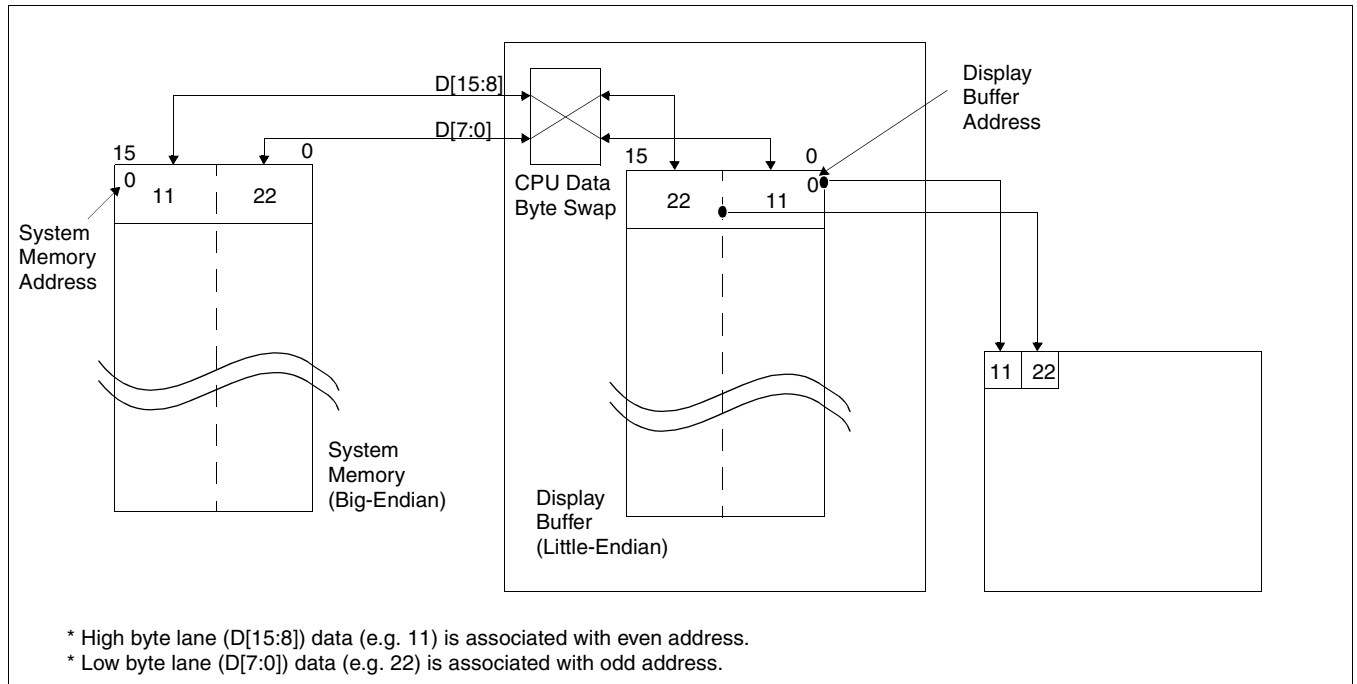 D[15:8]
D[7:0]
15
0
0
11
22
System
Memory
Address
System
Memory
(Big-Endian)
CPU Data
Byte Swap
15
0
0
22
11
Display
Buffer
Address
Display
Buffer
(Little-Endian)
11
22
* High byte lane (D[15:8]) data (e.g. 11) is associated with even address.
* Low byte lane (D[7:0]) data (e.g. 22) is associated with odd address.